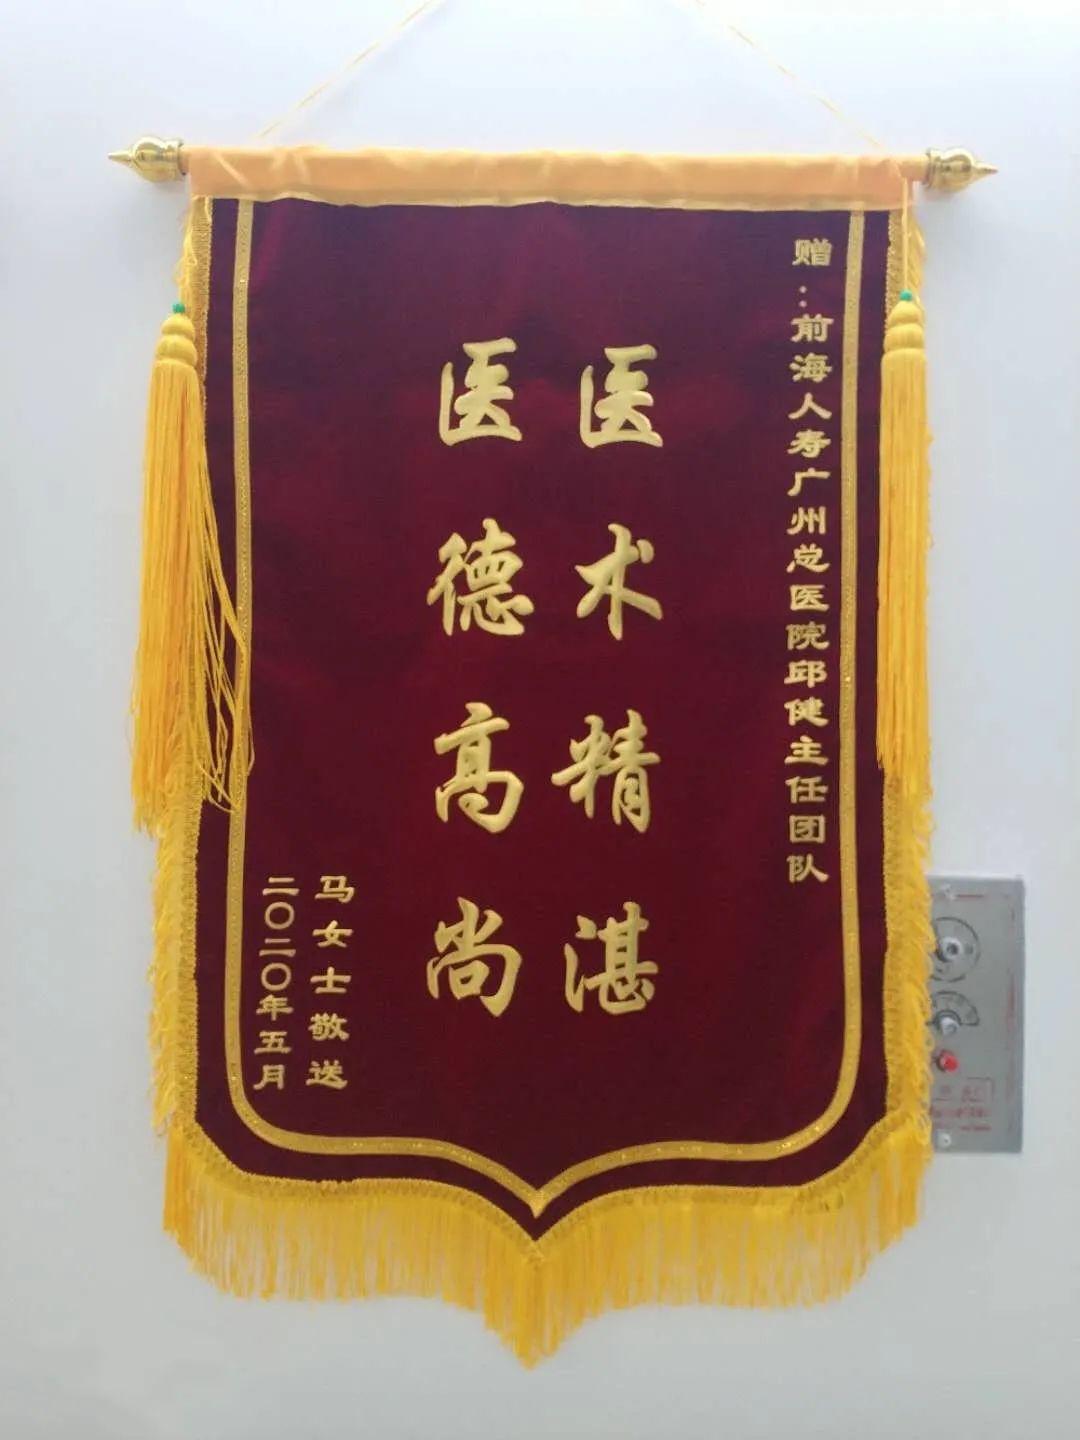 赠：前海人寿广州总医院邱健主任团队
医术精湛
医德高尚
马女士敬送
二〇二〇年五月